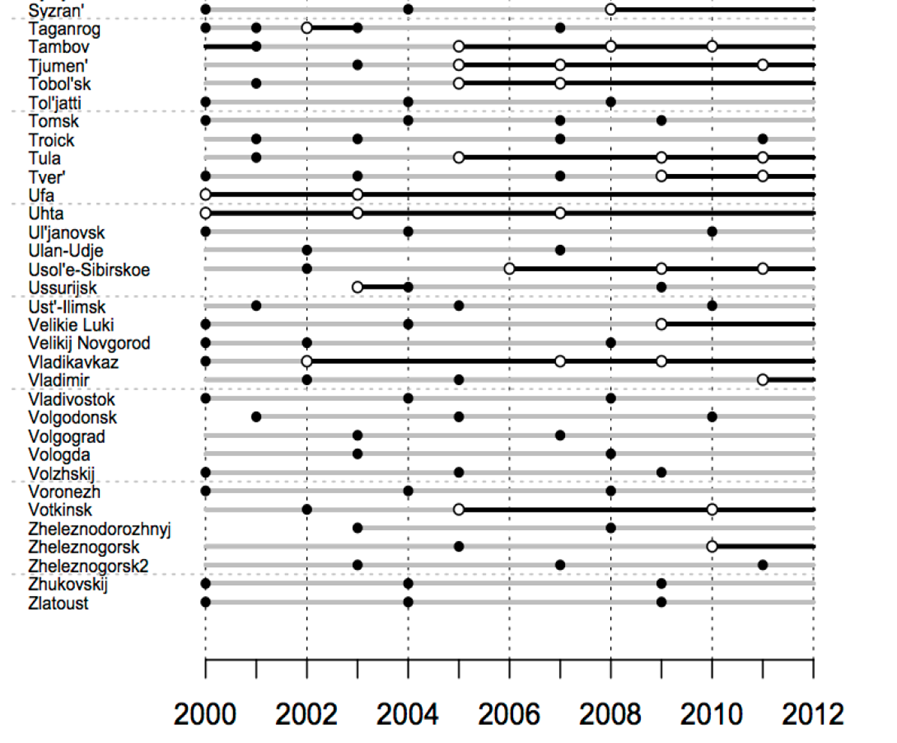 Syzran'
Taganrog
Tambov
Tjumen'
Tobol'sk
Tol'jatti
Tomsk
Troick
Tula
Tver'
Ufa
Uhta
Ul'janovsk
Ulan-Udje
Usol'e-Sibirskoe
Ussurijsk
Ust'-Ilimsk
Velikie Luki
Velikij Novgorod
Vladikavkaz
Vladimir
Vladivostok
Volgodonsk
Volgograd
Vologda
Volzhskij
Voronezh
Votkinsk
Zheleznodorozhnyj
Zheleznogorsk
Zheleznogorsk2
Zhukovskij
Zlatoust
2000 2002 2004 2006 2008 2010 2012